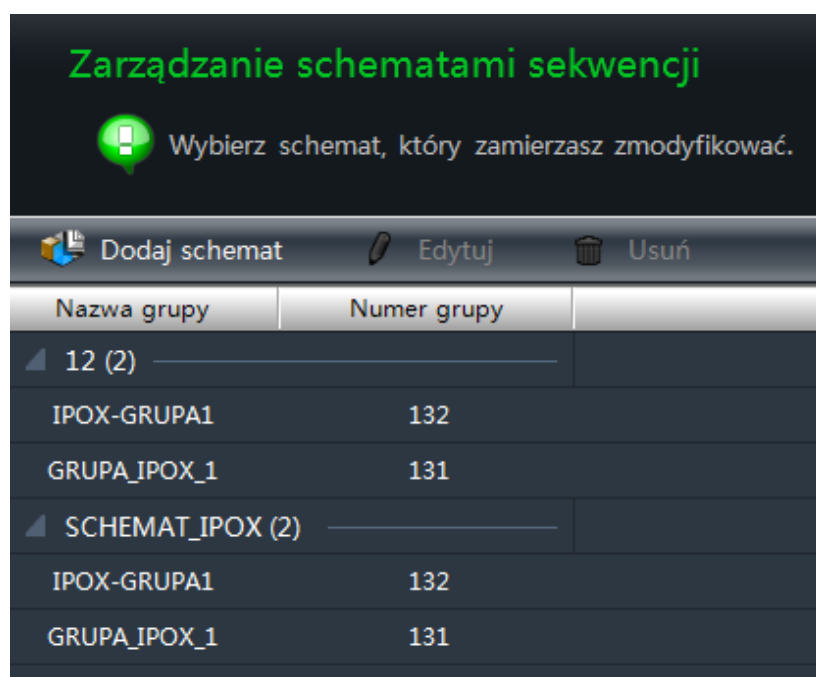 Zarządzanie schematami sekwencji
Wybierz schemat, który zamierzasz zmodyfikować.
Dodaj schemat Edytuj Usuń
Nazwa grupy Numer grupy
12 (2)
IPOX-GRUPA1 132
GRUPA_IPOX_1 131
SCHEMAT_IPOX (2)
IPOX-GRUPA1 132
GRUPA_IPOX_1 131